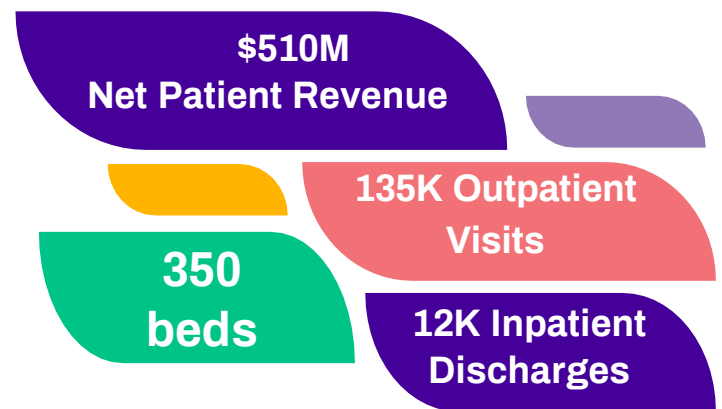 $510M
Net Patient Revenue
135K Outpatient
Visits
350
beds
12K Inpatient
Discharges